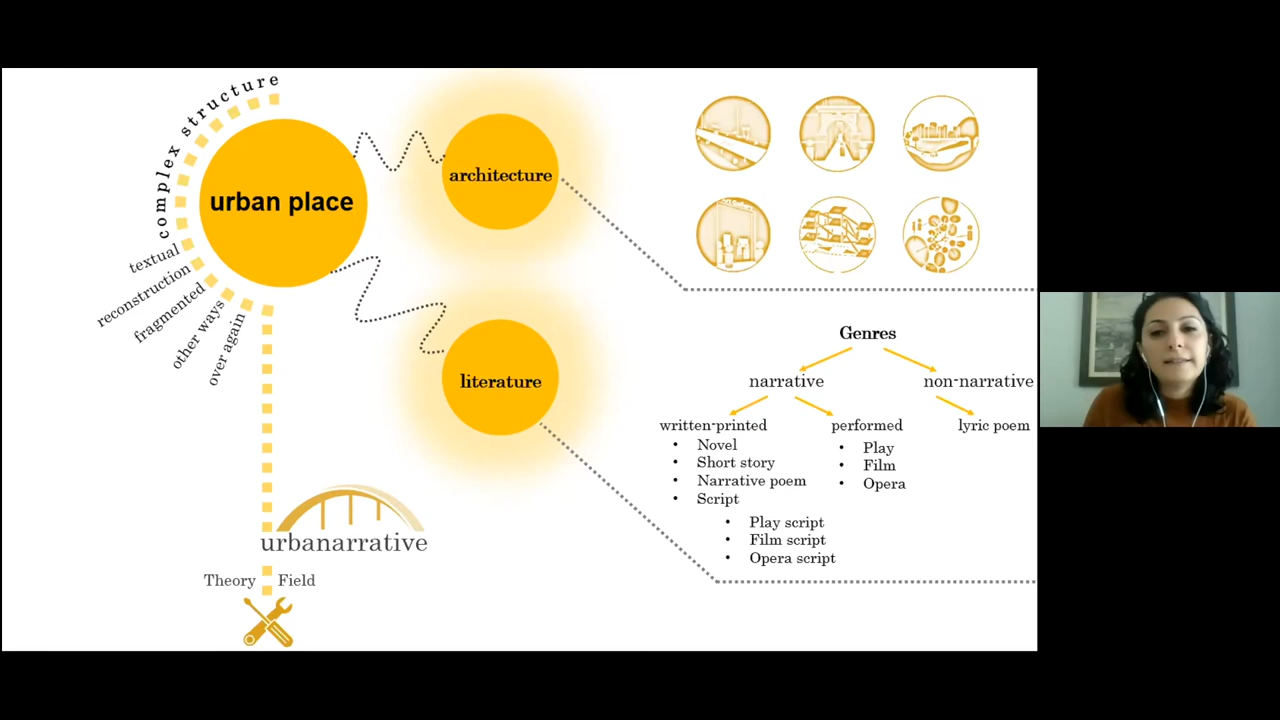 complex structure
urban place
textual
reconstruction
fragmented
other ways
over again
architecture
literature
urbanarrative
Theory
Field
Genres
narrative
non-narrative
written-printed
performed
lyric poem
• Novel
• Short story
• Narrative poem
• Script
• Play script
• Film script
• Opera script
• Play
• Film
• Opera